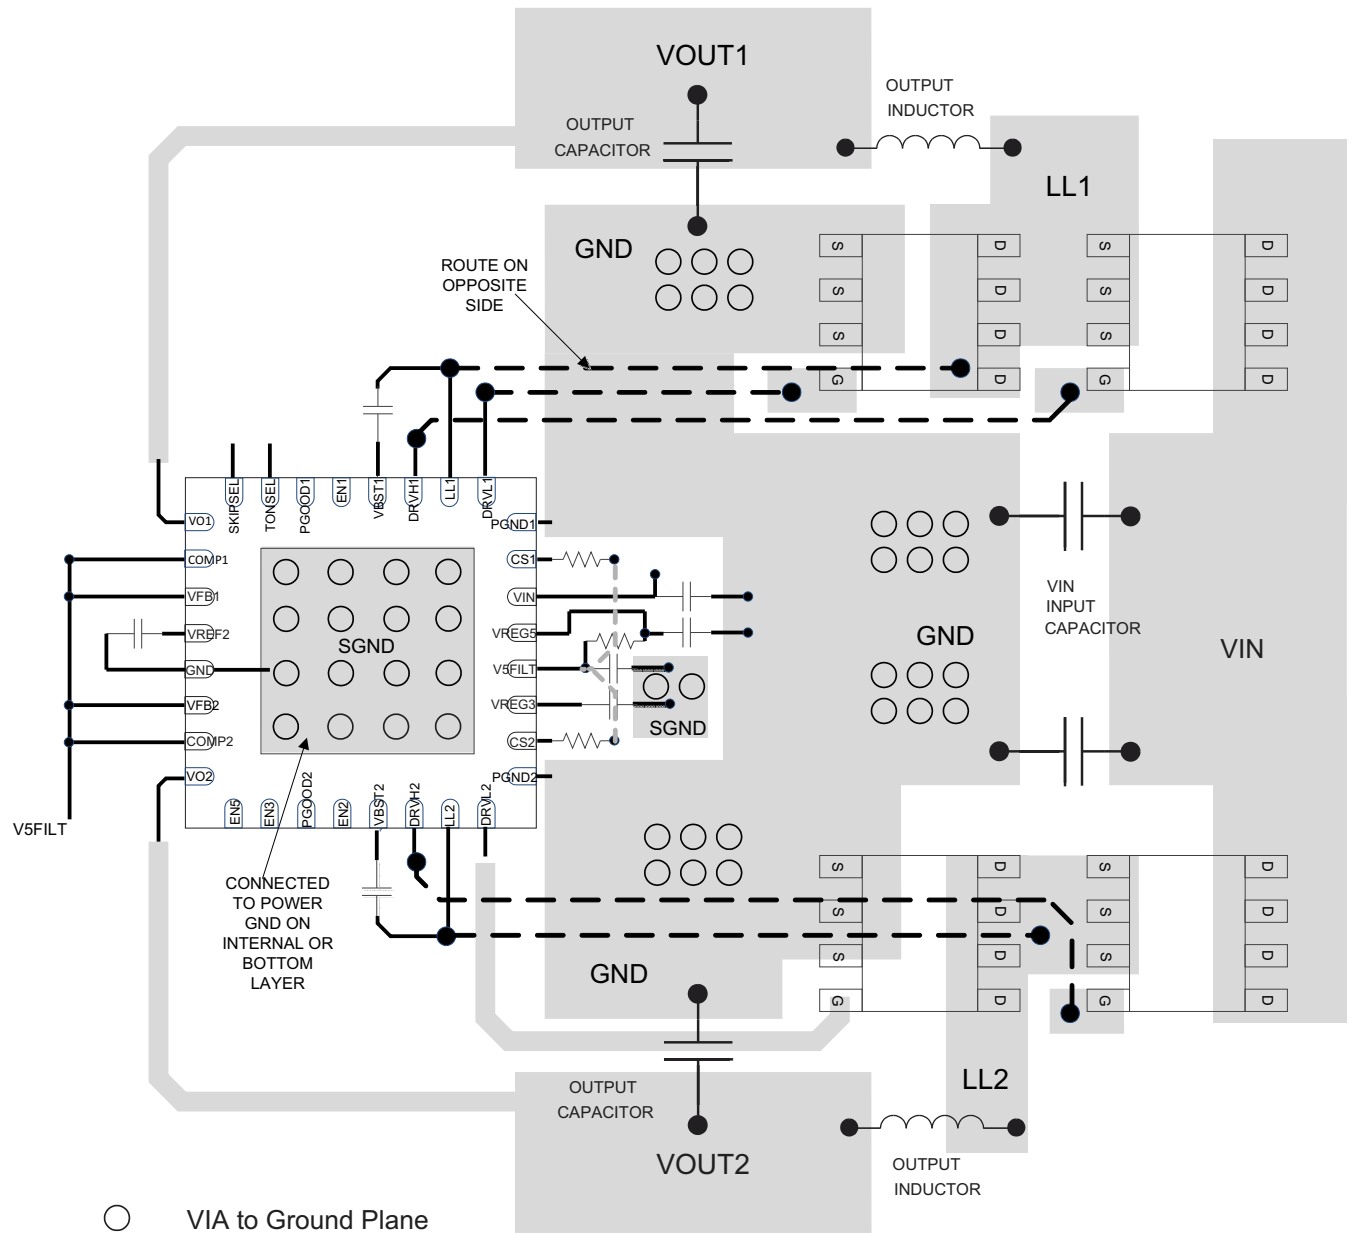 VOUT1
OUTPUT
CAPACITOR
OUTPUT
INDUCTOR
LL1
GND
ROUTE ON
OPPOSITE
SIDE
S
S
S
G
D
D
D
D
S
S
S
G
D
D
D
D
SKIPSEL
TONSEL
PGOOD1
EN1
VBST1
DRVH1
LL1
DRVL1
VO1
COMP1
VFB1
VREF2
GND
VFB2
COMP2
VO2
SGND
PGND1
CS1
VIN
VREG5
V5FILT
VREG3
CS2
PGND2
SGND
EN5
EN3
PGOOD2
EN2
VBST2
DRVH2
LL2
DRVL2
V5FILT
GND
VIN
INPUT
CAPACITOR
VIN
CONNECTED
TO POWER
GND ON
INTERNAL OR
BOTTOM
LAYER
GND
S
S
S
G
D
D
D
D
S
S
S
G
D
D
D
D
LL2
OUTPUT
CAPACITOR
VOUT2
OUTPUT
INDUCTOR
VIA to Ground Plane